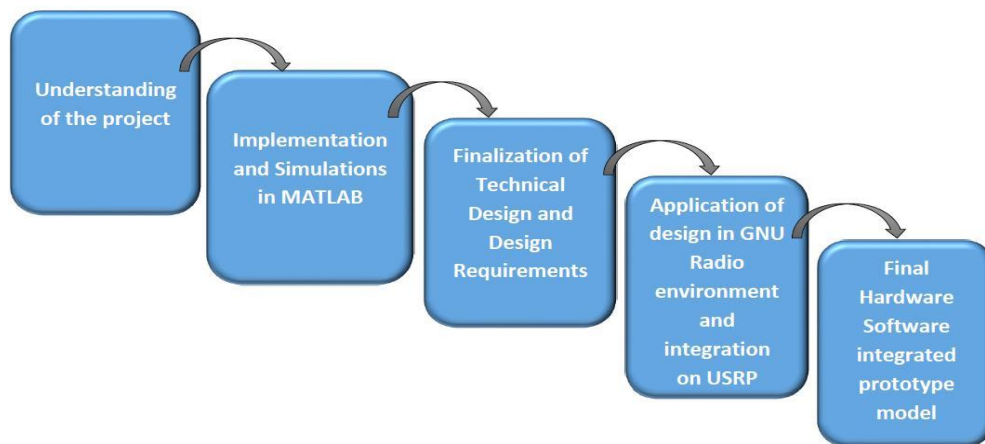 Understanding
of the project
Implementation
and Simulations
in MATLAB
Finalization of
Technical
Design and
Design
Requirements
Application of
design in GNU
Radio
environment
and
integration
on USRP
Final
Hardware
Software
integrated
prototype
model